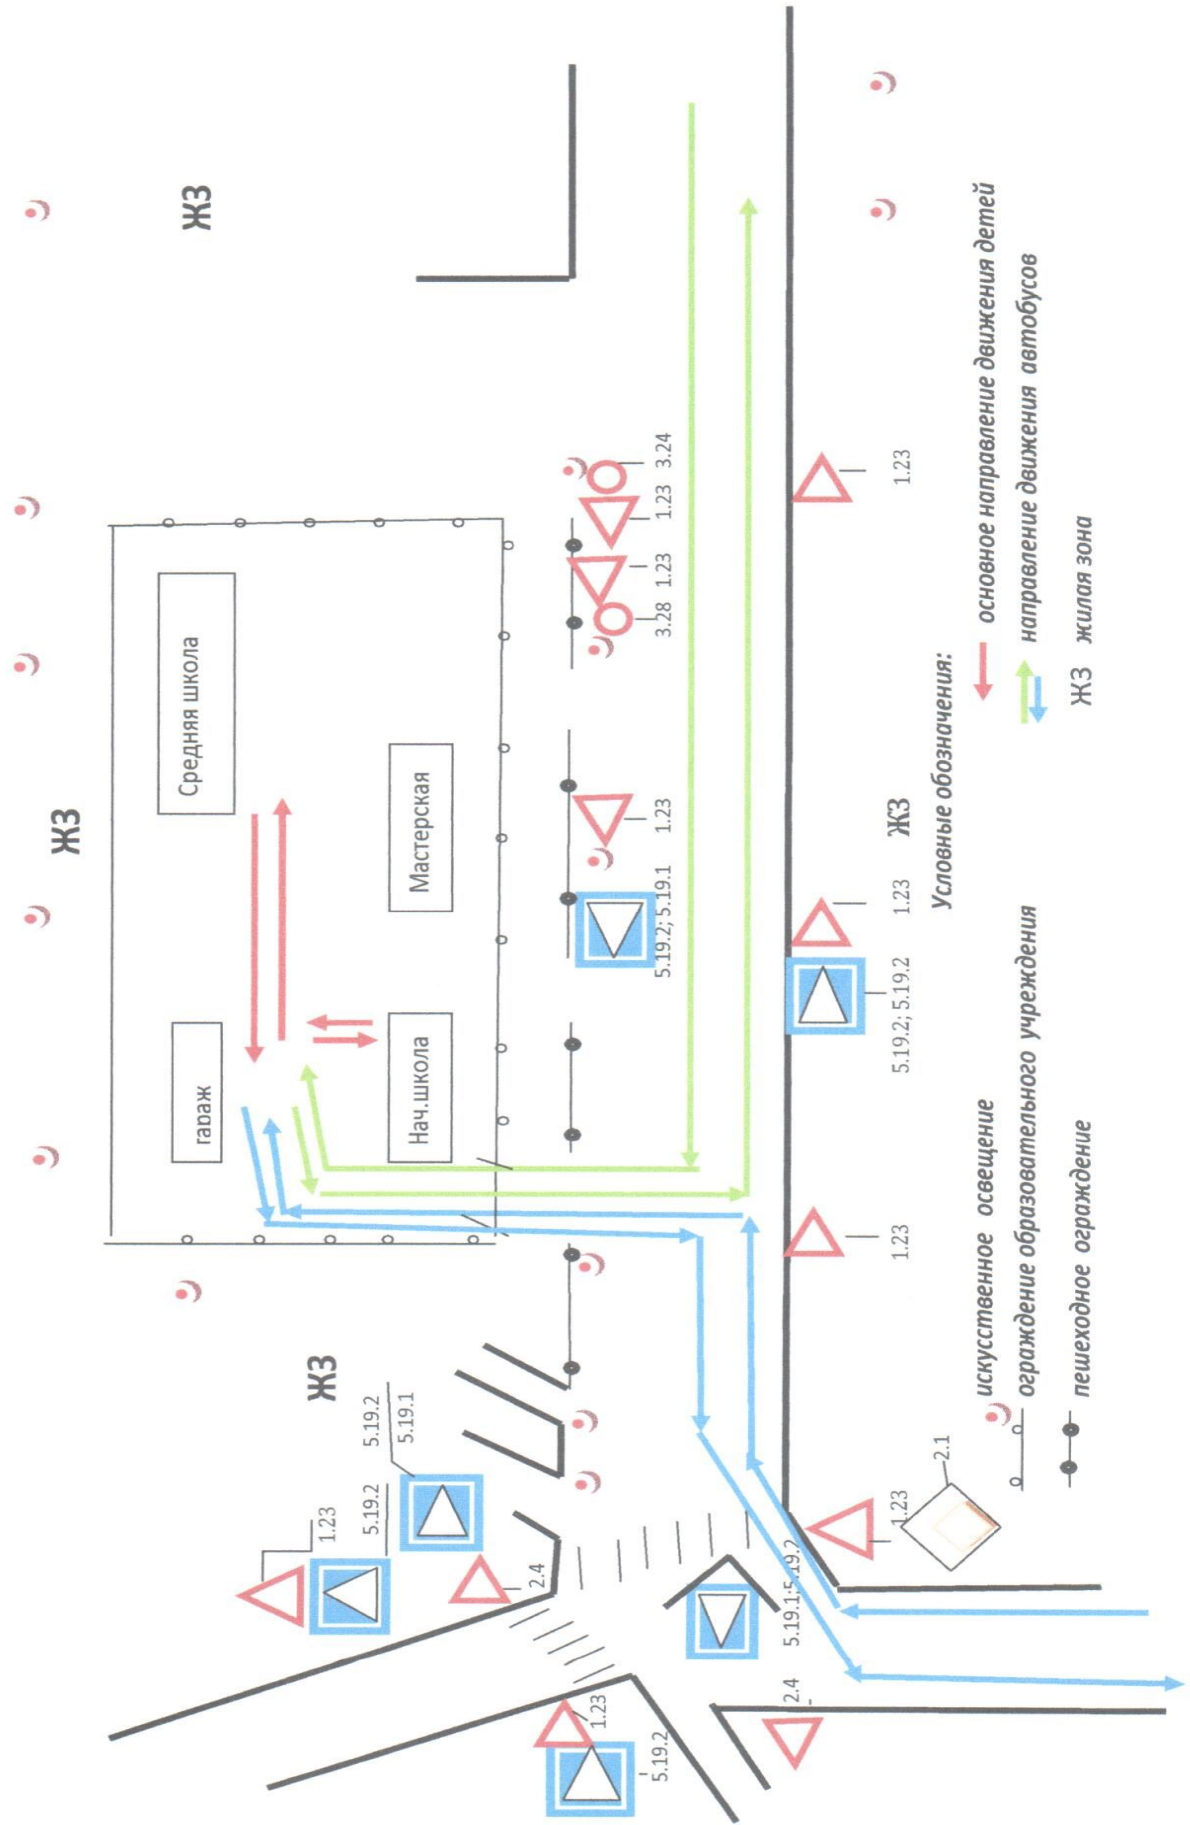 ЖЗ
ЖЗ
ЖЗ
Средняя школа
гараж
Мастерская
Нач.школа
1.23
5.19.2
5.19.2
5.19.1
2.4
1.23
5.19.2
2.4
5.19.1;5.19.2
5.19.2; 5.19.1
1.23
3.28
1.23
1.23
3.24
1.23
2.1
1.23
5.19.2; 5.19.2
1.23
1.23
ЖЗ
Условные обозначения:
искусственное освещение
ограждение образовательного учреждения
пешеходное ограждение
основное направление движения детей
направление движения автобусов
ЖЗ жилая зона